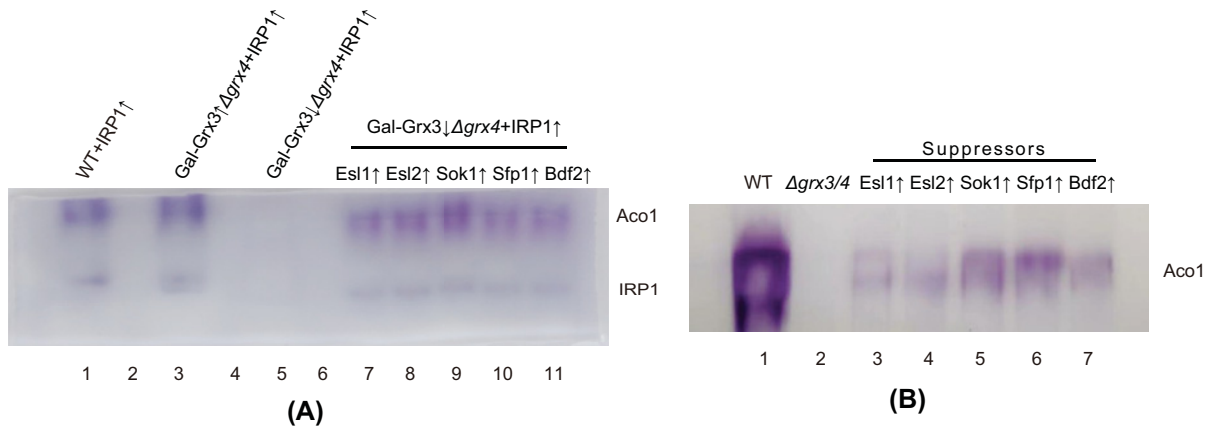 WT+IRP1↑
Gal-Grx3↑Δgrx4+IRP1↑
Gal-Grx3↓Δgrx4+IRP1↑
Gal-Grx3↓Δgrx4+IRP1↑
Esl1↑ Esl2↑ Sok1↑ Sfp1↑ Bdf2↑
Aco1
IRP1
1 2 3 4 5 6 7 8 9 10 11
(A)
Suppressors
WT Δgrx3/4 Esl1↑ Esl2↑ Sok1↑ Sfp1↑ Bdf2↑
Aco1
1 2 3 4 5 6 7
(B)